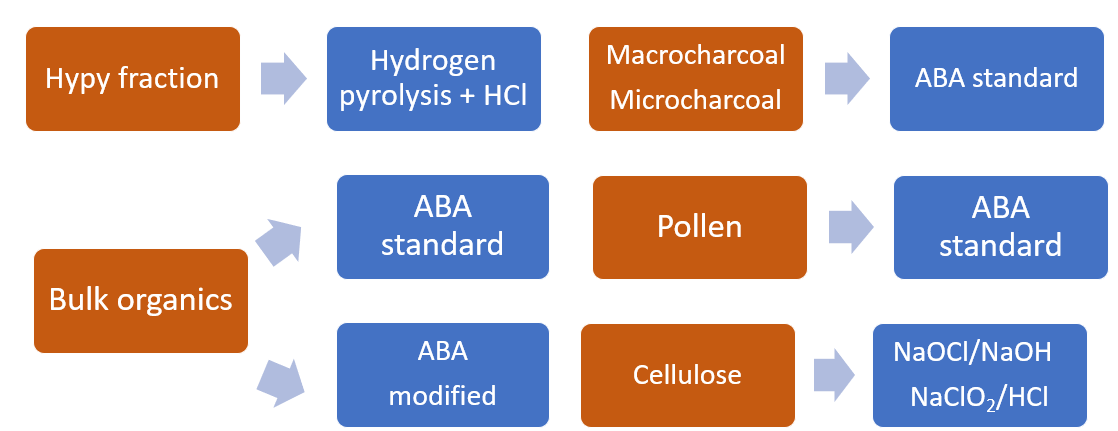 Hypy fraction
Hydrogen
pyrolysis + HCl
Macrocharcoal
Microcharcoal
ABA standard
Bulk organics
ABA
standard
ABA
modified
Pollen
ABA
standard
Cellulose
NaOCl/NaOH
NaClO₂/HCl